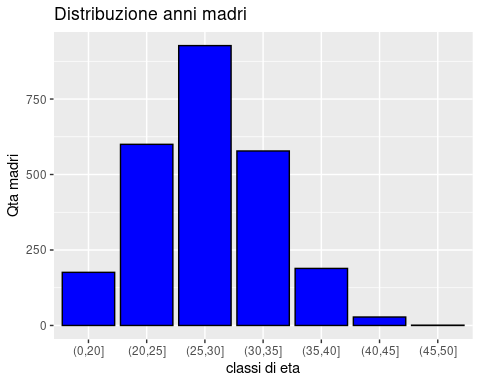 Distribuzione anni madri
Qta madri
750
500
250
0
(0,20] (20,25] (25,30] (30,35] (35,40] (40,45] (45,50]
classi di eta